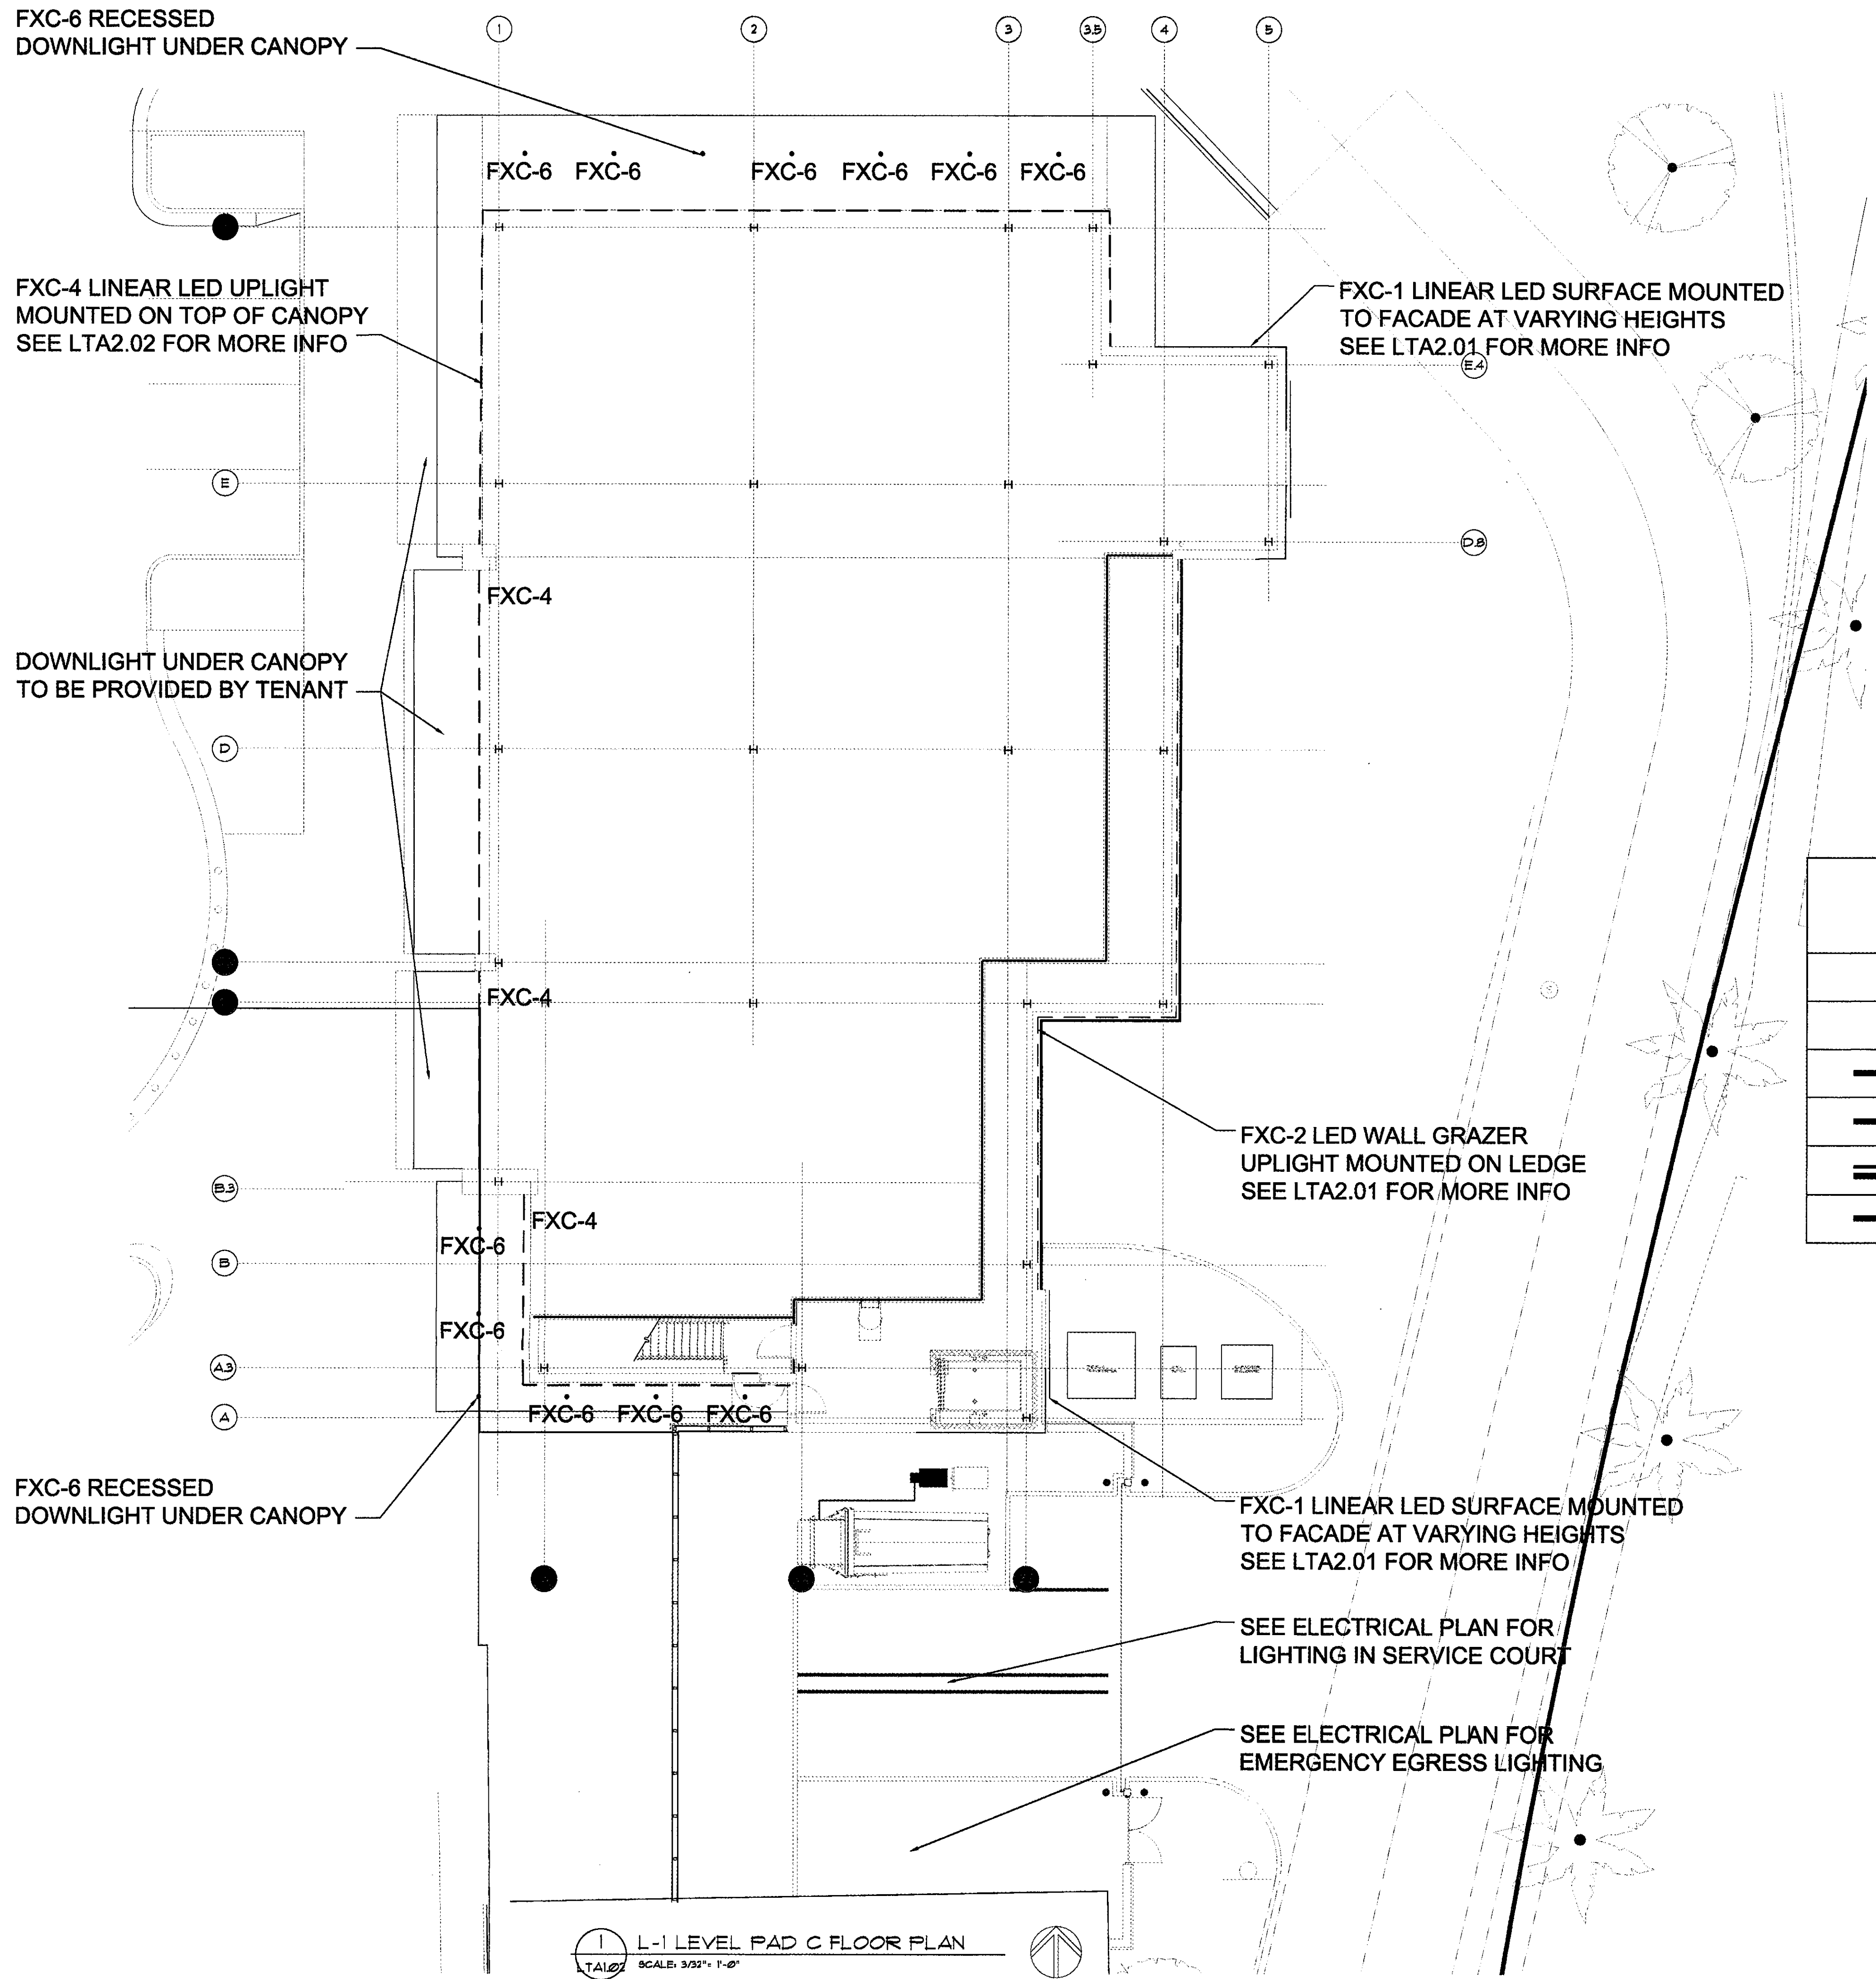 FXC-6 RECESSED
DOWNLIGHT UNDER CANOPY
1
2
3
3.5
4
5
FXC-6 FXC-6 FXC-6 FXC-6 FXC-6 FXC-6
FXC-4 LINEAR LED UPLIGHT
MOUNTED ON TOP OF CANOPY
SEE LTA2.02 FOR MORE INFO
FXC-1 LINEAR LED SURFACE MOUNTED
TO FACADE AT VARYING HEIGHTS
SEE LTA2.01 FOR MORE INFO
E.4
E
D.8
FXC-4
DOWNLIGHT UNDER CANOPY
TO BE PROVIDED BY TENANT
D
FXC-4
FXC-2 LED WALL GRAZER
UPLIGHT MOUNTED ON LEDGE
SEE LTA2.01 FOR MORE INFO
B.3
FXC-4
FXC-6
B
FXC-6
A.3
A
FXC-6 FXC-6 FXC-6
FXC-6 RECESSED
DOWNLIGHT UNDER CANOPY
FXC-1 LINEAR LED SURFACE MOUNTED
TO FACADE AT VARYING HEIGHTS
SEE LTA2.01 FOR MORE INFO
SEE ELECTRICAL PLAN FOR
LIGHTING IN SERVICE COURT
SEE ELECTRICAL PLAN FOR
EMERGENCY EGRESS LIGHTING
1
LTA1.02
L-1 LEVEL PAD C FLOOR PLAN
SCALE: 3/32"= 1'-0"